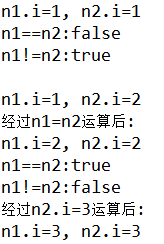 n1.i=1, n2.i=1
n1==n2:false
n1!=n2:true

n1.i=1, n2.i=2
经过n1=n2运算后:
n1.i=2, n2.i=2
n1==n2:true
n1!=n2:false
经过n2.i=3运算后:
n1.i=3, n2.i=3